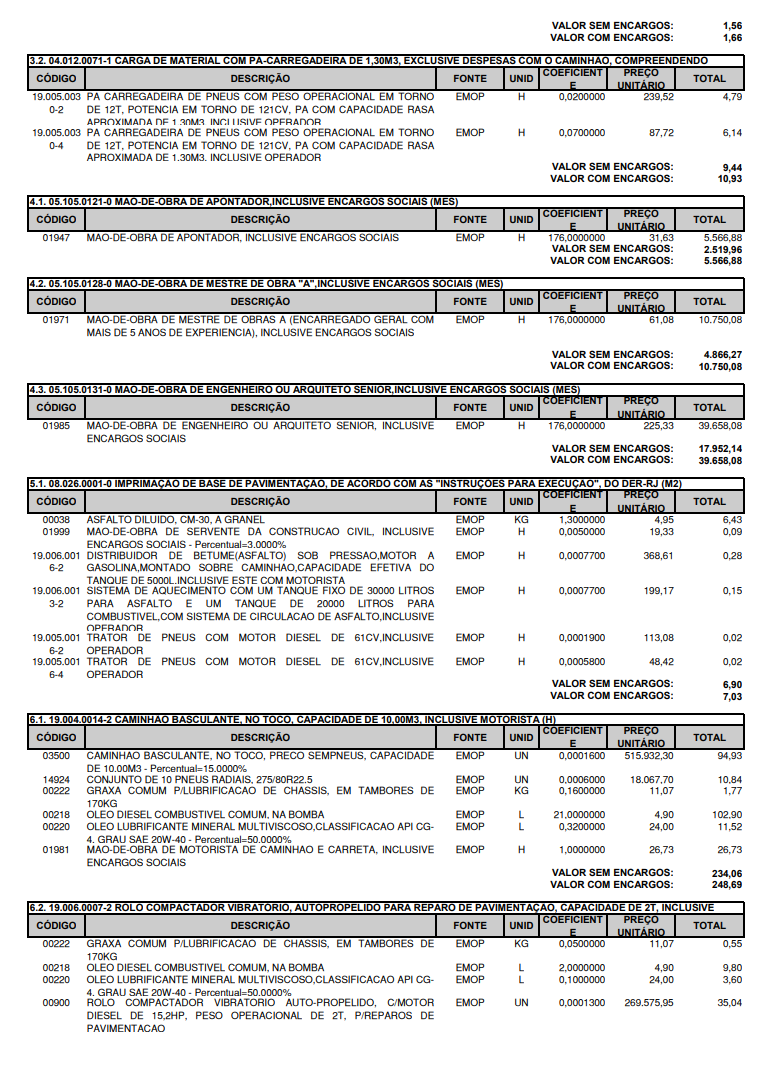 VALOR SEM ENCARGOS: 1,56
VALOR COM ENCARGOS: 1,66
3.2. 04.012.0071-1 CARGA DE MATERIAL COM PA-CARREGADEIRA DE 1,30M3, EXCLUSIVE DESPESAS COM O CAMINHAO, COMPREENDENDO
CÓDIGO DESCRIÇÃO FONTE UNID COEFICIENT E PREÇO UNITÁRIO TOTAL
19.005.003 PA CARREGADEIRA DE PNEUS COM PESO OPERACIONAL EM TORNO EMOP H 0,0200000 239,52 4,79
0-2 DE 12T, POTENCIA EM TORNO DE 121CV, PA COM CAPACIDADE RASA
APROXIMADA DE 1.30M3. INCLUSIVE OPERADOR
19.005.003 PA CARREGADEIRA DE PNEUS COM PESO OPERACIONAL EM TORNO EMOP H 0,0700000 87,72 6,14
0-4 DE 12T, POTENCIA EM TORNO DE 121CV, PA COM CAPACIDADE RASA
APROXIMADA DE 1.30M3. INCLUSIVE OPERADOR
VALOR SEM ENCARGOS: 9,44
VALOR COM ENCARGOS: 10,93
4.1. 05.105.0121-0 MAO-DE-OBRA DE APONTADOR,INCLUSIVE ENCARGOS SOCIAIS (MES)
CÓDIGO DESCRIÇÃO FONTE UNID COEFICIENT E PREÇO UNITÁRIO TOTAL
01947 MAO-DE-OBRA DE APONTADOR, INCLUSIVE ENCARGOS SOCIAIS EMOP H 176,0000000 31,63 5.566,88
VALOR SEM ENCARGOS: 2.519,96
VALOR COM ENCARGOS: 5.566,88
4.2. 05.105.0128-0 MAO-DE-OBRA DE MESTRE DE OBRA "A",INCLUSIVE ENCARGOS SOCIAIS (MES)
CÓDIGO DESCRIÇÃO FONTE UNID COEFICIENT E PREÇO UNITÁRIO TOTAL
01971 MAO-DE-OBRA DE MESTRE DE OBRAS A (ENCARREGADO GERAL COM EMOP H 176,0000000 61,08 10.750,08
MAIS DE 5 ANOS DE EXPERIENCIA), INCLUSIVE ENCARGOS SOCIAIS
VALOR SEM ENCARGOS: 4.866,27
VALOR COM ENCARGOS: 10.750,08
4.3. 05.105.0131-0 MAO-DE-OBRA DE ENGENHEIRO OU ARQUITETO SENIOR,INCLUSIVE ENCARGOS SOCIAIS (MES)
CÓDIGO DESCRIÇÃO FONTE UNID COEFICIENT E PREÇO UNITÁRIO TOTAL
01985 MAO-DE-OBRA DE ENGENHEIRO OU ARQUITETO SENIOR, INCLUSIVE EMOP H 176,0000000 225,33 39.658,08
ENCARGOS SOCIAIS
VALOR SEM ENCARGOS: 17.952,14
VALOR COM ENCARGOS: 39.658,08
5.1. 08.026.0001-0 IMPRIMAÇAO DE BASE DE PAVIMENTAÇAO, DE ACORDO COM AS "INSTRUÇOES PARA EXECUÇAO", DO DER-RJ (M2)
CÓDIGO DESCRIÇÃO FONTE UNID COEFICIENT E PREÇO UNITÁRIO TOTAL
00038 ASFALTO DILUIDO, CM-30, A GRANEL EMOP KG 1,3000000 4,95 6,43
01999 MAO-DE-OBRA DE SERVENTE DA CONSTRUCAO CIVIL, INCLUSIVE EMOP H 0,0050000 19,33 0,09
ENCARGOS SOCIAIS - Percentual=3.0000%
19.006.001 DISTRIBUIDOR DE BETUME(ASFALTO) SOB PRESSAO,MOTOR A EMOP H 0,0007700 368,61 0,28
6-2 GASOLINA,MONTADO SOBRE CAMINHAO,CAPACIDADE EFETIVA DO
TANQUE DE 5000L.INCLUSIVE ESTE COM MOTORISTA
19.006.001 SISTEMA DE AQUECIMENTO COM UM TANQUE FIXO DE 30000 LITROS EMOP H 0,0007700 199,17 0,15
3-2 PARA ASFALTO E UM TANQUE DE 20000 LITROS PARA
COMBUSTIVEL,COM SISTEMA DE CIRCULACAO DE ASFALTO,INCLUSIVE
OPERADOR
19.005.001 TRATOR DE PNEUS COM MOTOR DIESEL DE 61CV,INCLUSIVE EMOP H 0,0001900 113,08 0,02
6-2 OPERADOR
19.005.001 TRATOR DE PNEUS COM MOTOR DIESEL DE 61CV,INCLUSIVE EMOP H 0,0005800 48,42 0,02
6-4 OPERADOR
VALOR SEM ENCARGOS: 6,90
VALOR COM ENCARGOS: 7,03
6.1. 19.004.0014-2 CAMINHAO BASCULANTE, NO TOCO, CAPACIDADE DE 10,00M3, INCLUSIVE MOTORISTA (H)
CÓDIGO DESCRIÇÃO FONTE UNID COEFICIENT E PREÇO UNITÁRIO TOTAL
03500 CAMINHAO BASCULANTE, NO TOCO, PRECO SEMPNEUS, CAPACIDADE EMOP UN 0,0001600 515.932,30 94,93
DE 10.00M3 - Percentual=15.0000%
14924 CONJUNTO DE 10 PNEUS RADIAIS, 275/80R22.5 EMOP UN 0,0006000 18.067,70 10,84
00222 GRAXA COMUM P/LUBRIFICACAO DE CHASSIS, EM TAMBORES DE EMOP KG 0,1600000 11,07 1,77
170KG
00218 OLEO DIESEL COMBUSTIVEL COMUM, NA BOMBA EMOP L 21,0000000 4,90 102,90
00220 OLEO LUBRIFICANTE MINERAL MULTIVISCOSO,CLASSIFICACAO API CG- EMOP L 0,3200000 24,00 11,52
4. GRAU SAE 20W-40 - Percentual=50.0000%
01981 MAO-DE-OBRA DE MOTORISTA DE CAMINHAO E CARRETA, INCLUSIVE EMOP H 1,0000000 26,73 26,73
ENCARGOS SOCIAIS
VALOR SEM ENCARGOS: 234,06
VALOR COM ENCARGOS: 248,69
6.2. 19.006.0007-2 ROLO COMPACTADOR VIBRATORIO, AUTOPROPELIDO PARA REPARO DE PAVIMENTAÇAO, CAPACIDADE DE 2T, INCLUSIVE
CÓDIGO DESCRIÇÃO FONTE UNID COEFICIENT E PREÇO UNITÁRIO TOTAL
00222 GRAXA COMUM P/LUBRIFICACAO DE CHASSIS, EM TAMBORES DE EMOP KG 0,0500000 11,07 0,55
170KG
00218 OLEO DIESEL COMBUSTIVEL COMUM, NA BOMBA EMOP L 2,0000000 4,90 9,80
00220 OLEO LUBRIFICANTE MINERAL MULTIVISCOSO,CLASSIFICACAO API CG- EMOP L 0,1000000 24,00 3,60
4. GRAU SAE 20W-40 - Percentual=50.0000%
00900 ROLO COMPACTADOR VIBRATORIO AUTO-PROPELIDO, C/MOTOR EMOP UN 0,0001300 269.575,95 35,04
DIESEL DE 15,2HP, PESO OPERACIONAL DE 2T, P/REPAROS DE
PAVIMENTACAO